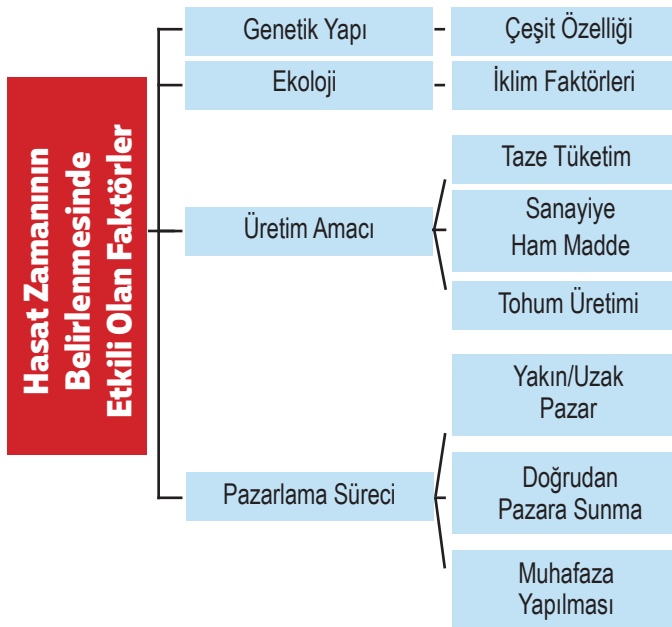 Hasat Zamanının
Belirlenmesinde
Etkili Olan Faktörler
Genetik Yapı
Çeşit Özelliği
Ekoloji
İklim Faktörleri
Üretim Amacı
Taze Tüketim
Sanayiye
Ham Madde
Tohum Üretimi
Pazarlama Süreci
Yakın/Uzak
Pazar
Doğrudan
Pazara Sunma
Muhafaza
Yapılması